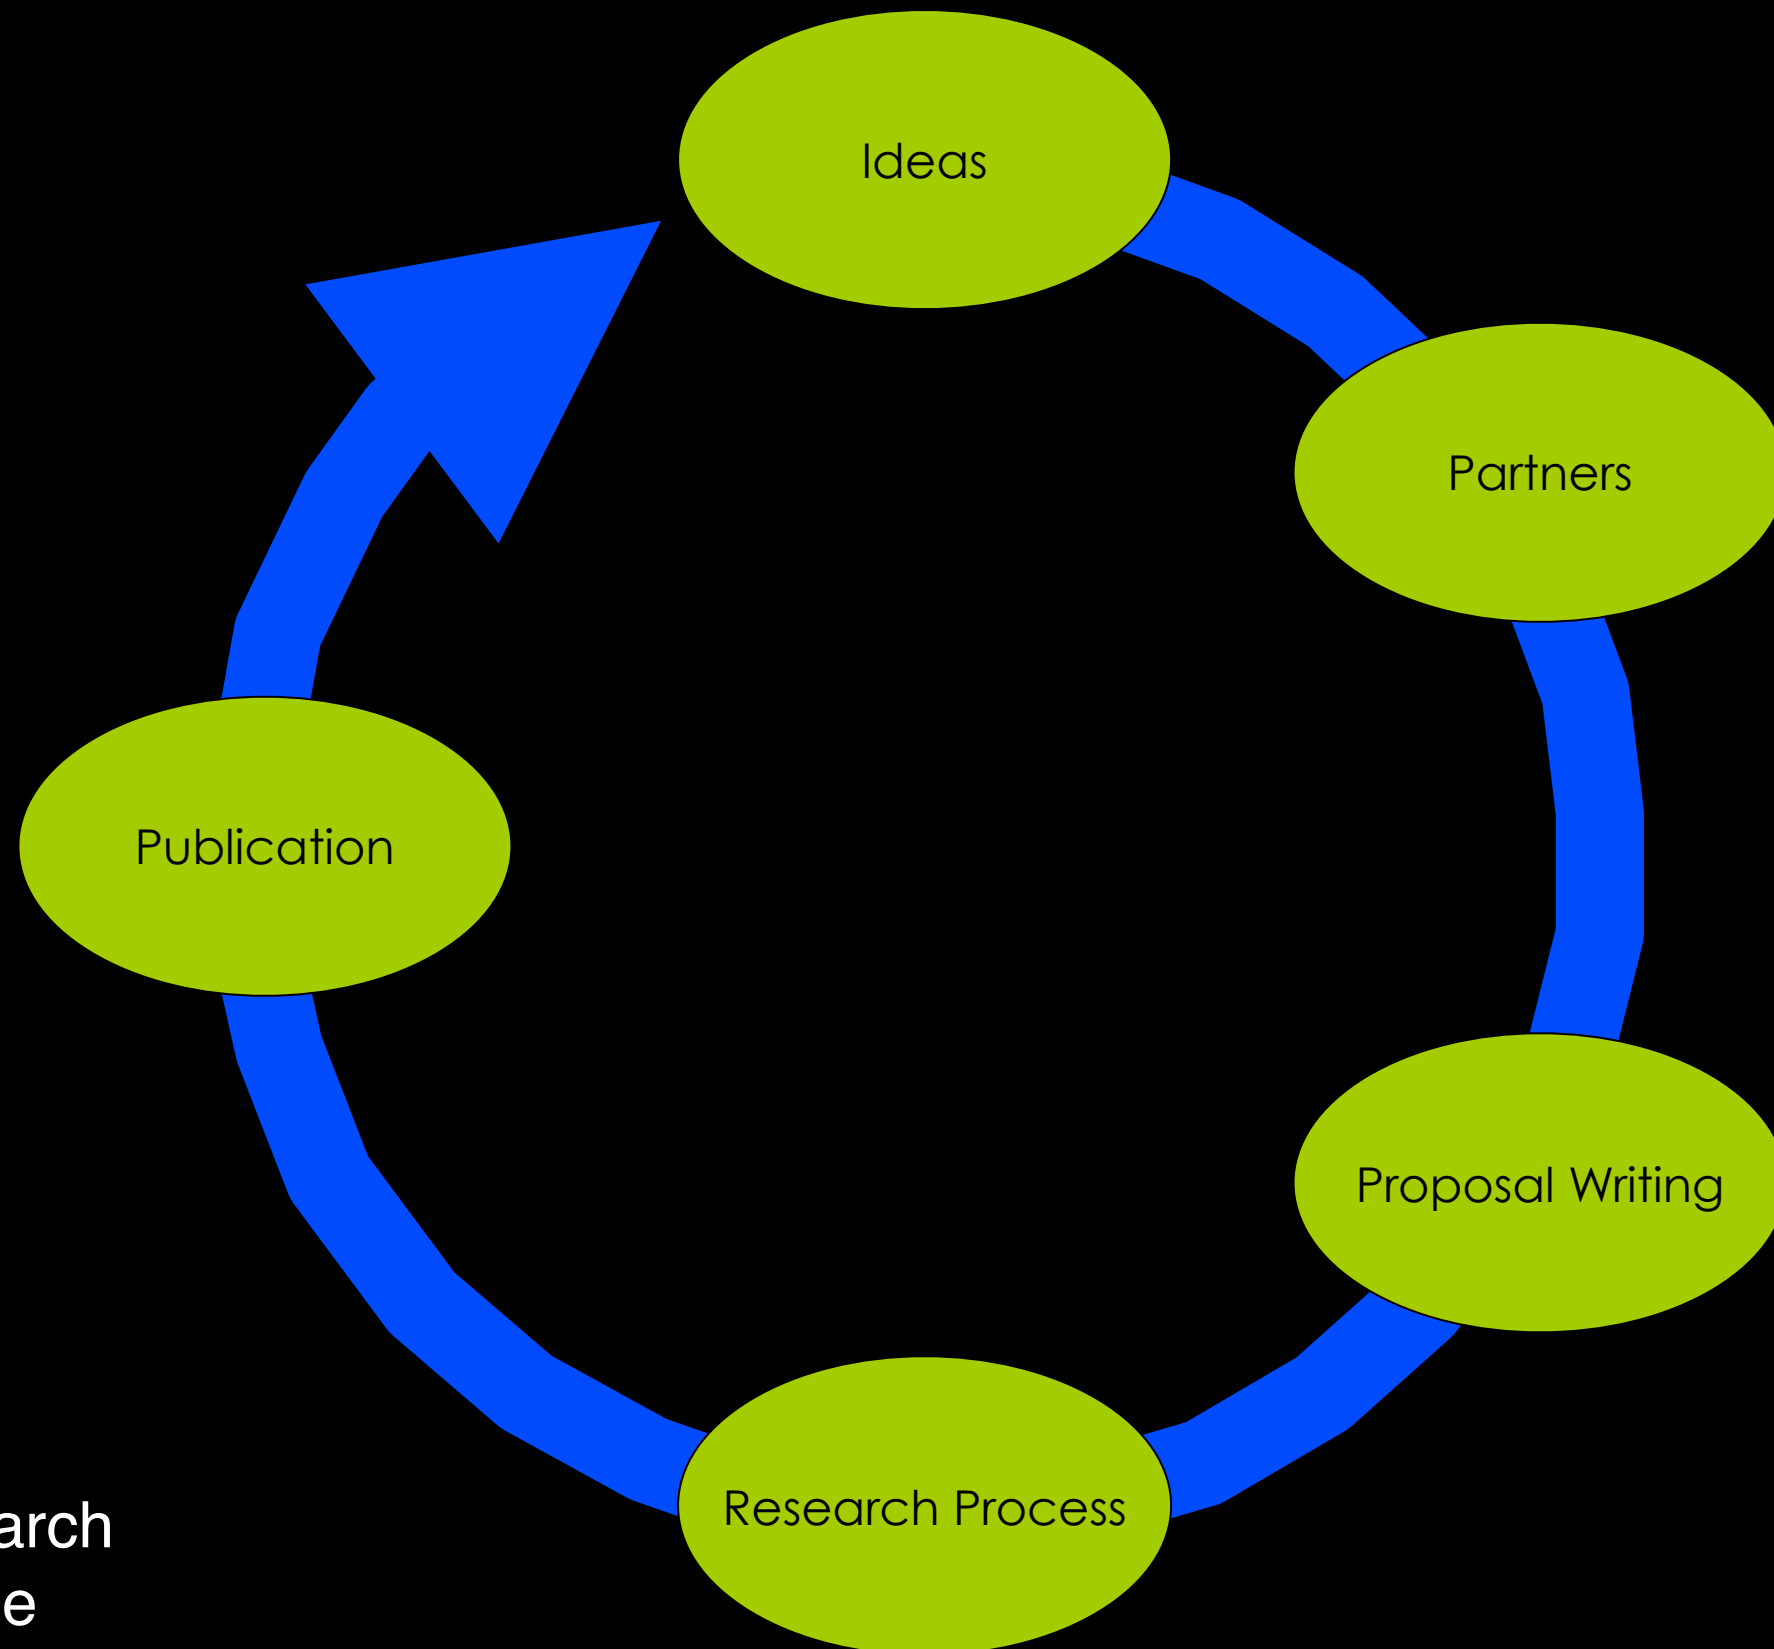 Ideas
Partners
Publication
Proposal Writing
Research Process
arch
e